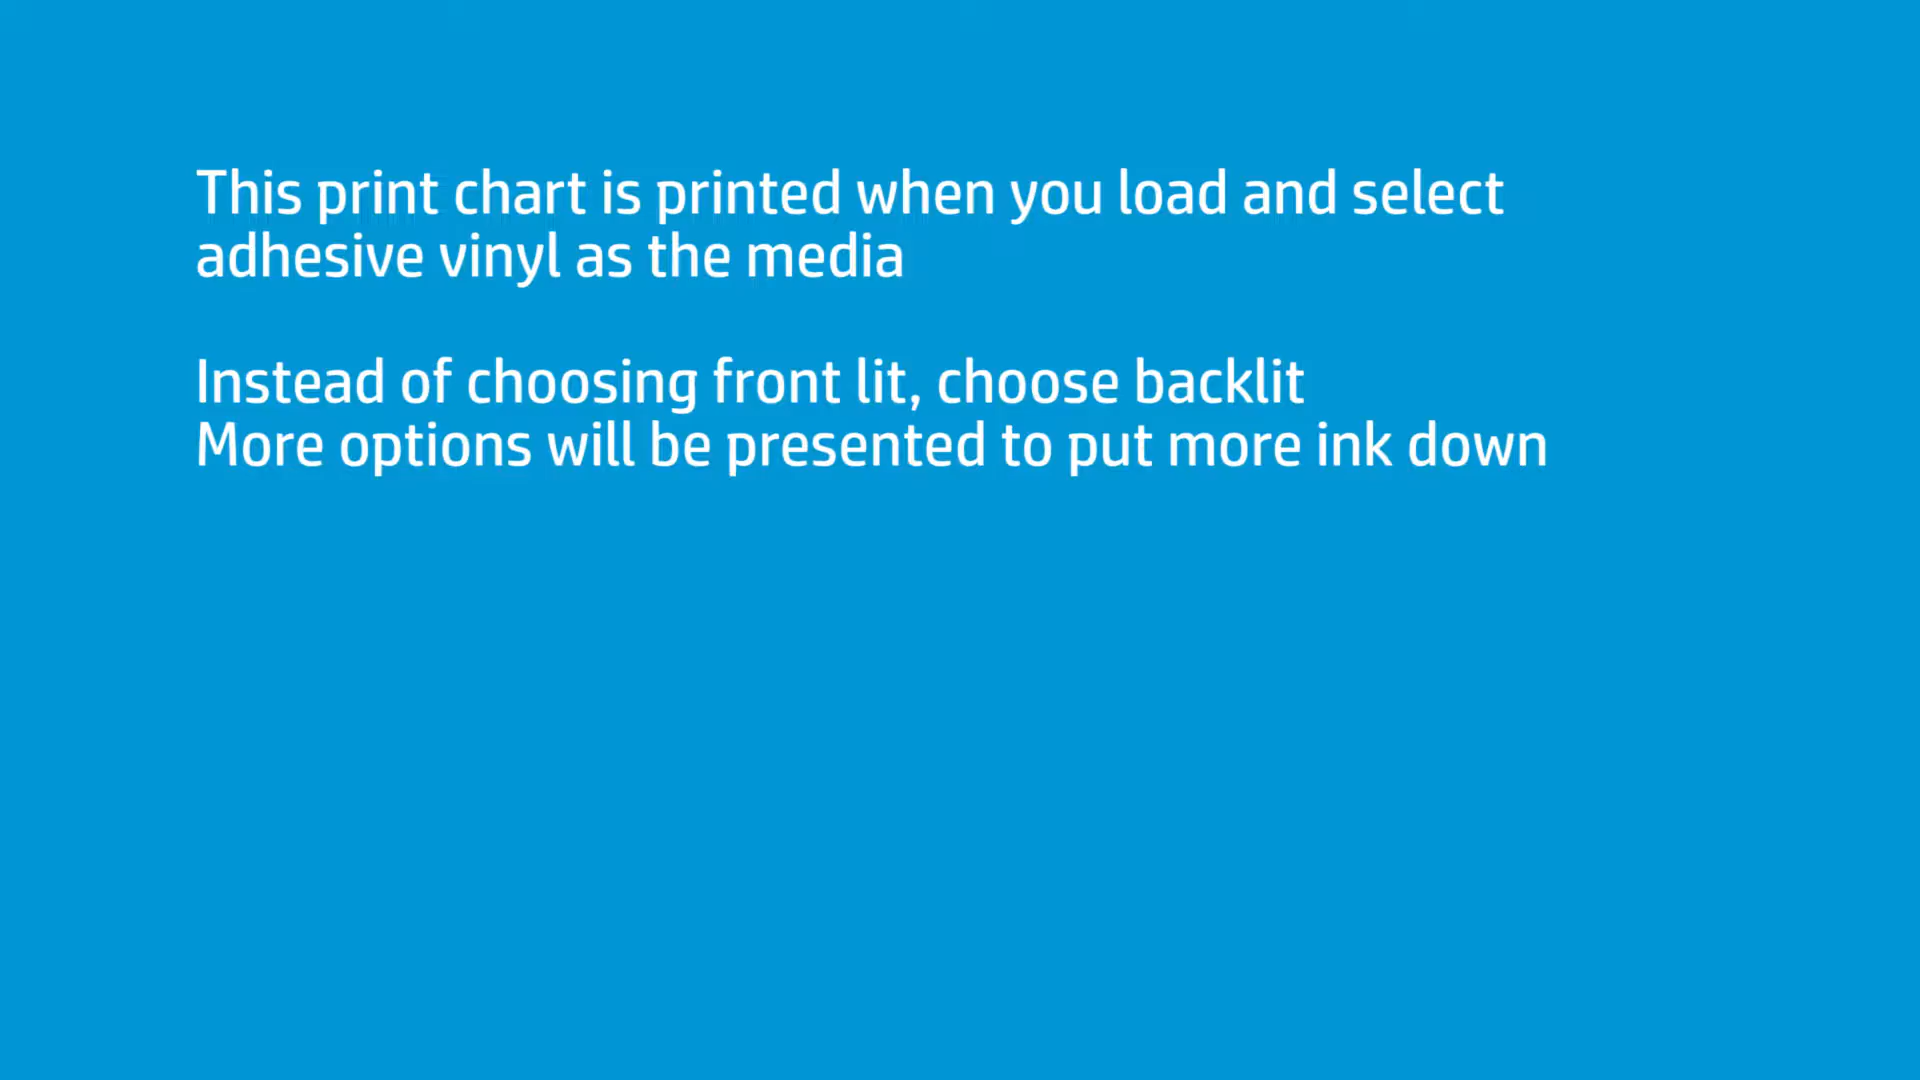 This print chart is printed when you load and select
adhesive vinyl as the media
Instead of choosing front lit, choose backlit
More options will be presented to put more ink down